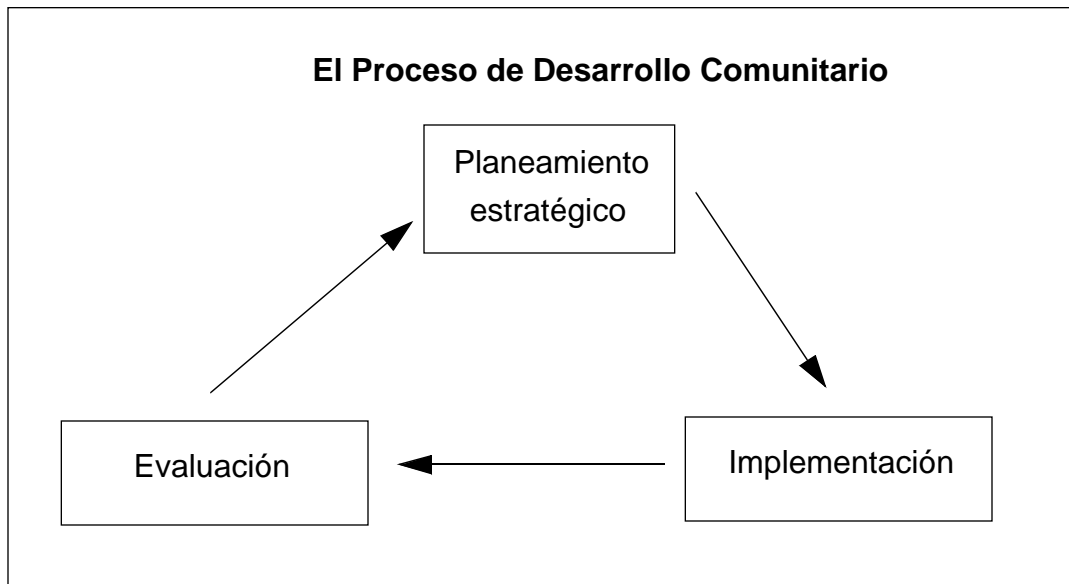 El Proceso de Desarrollo Comunitario
Planeamiento
estratégico
Evaluación
Implementación